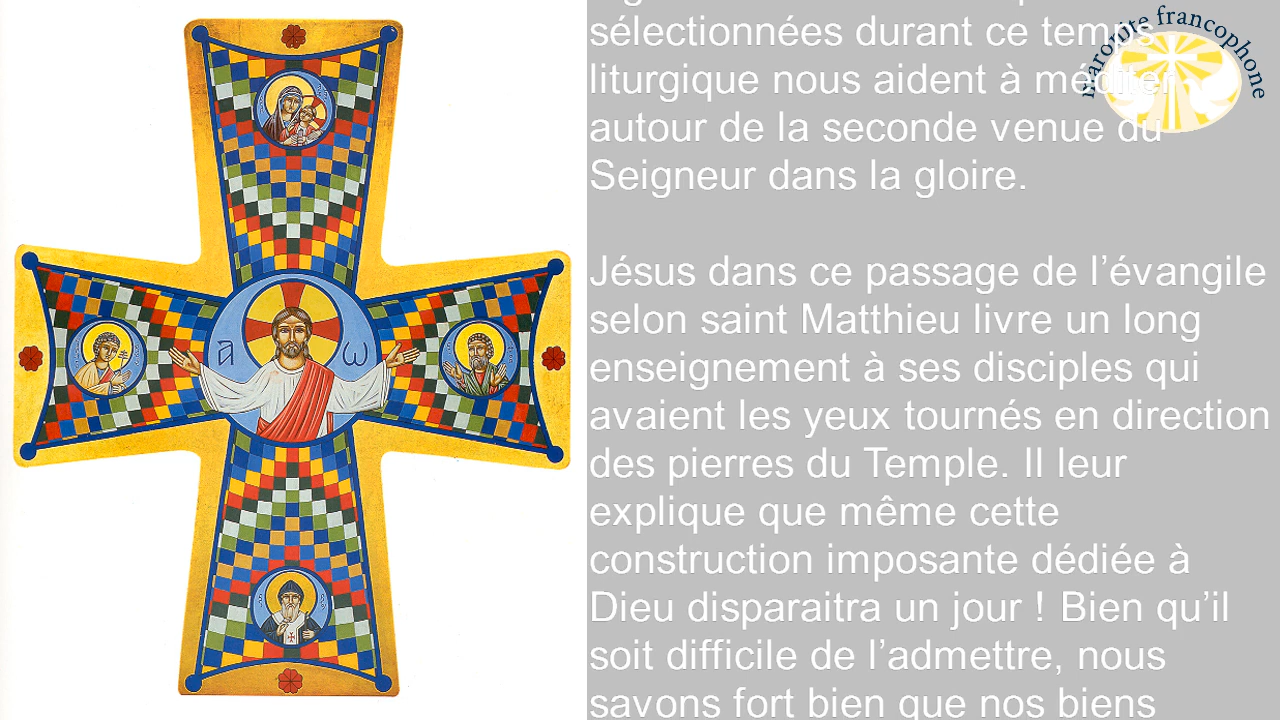 sélectionnées durant ce temps
liturgique nous aident à méditer
autour de la seconde venue du
Seigneur dans la gloire.
Jésus dans ce passage de l’évangile
selon saint Matthieu livre un long
enseignement à ses disciples qui
avaient les yeux tournés en direction
des pierres du Temple. Il leur
explique que même cette
construction imposante dédiée à
Dieu disparaitra un jour ! Bien qu’il
soit difficile de l’admettre, nous
savons fort bien que nos biens
maronite francophone
ā ω